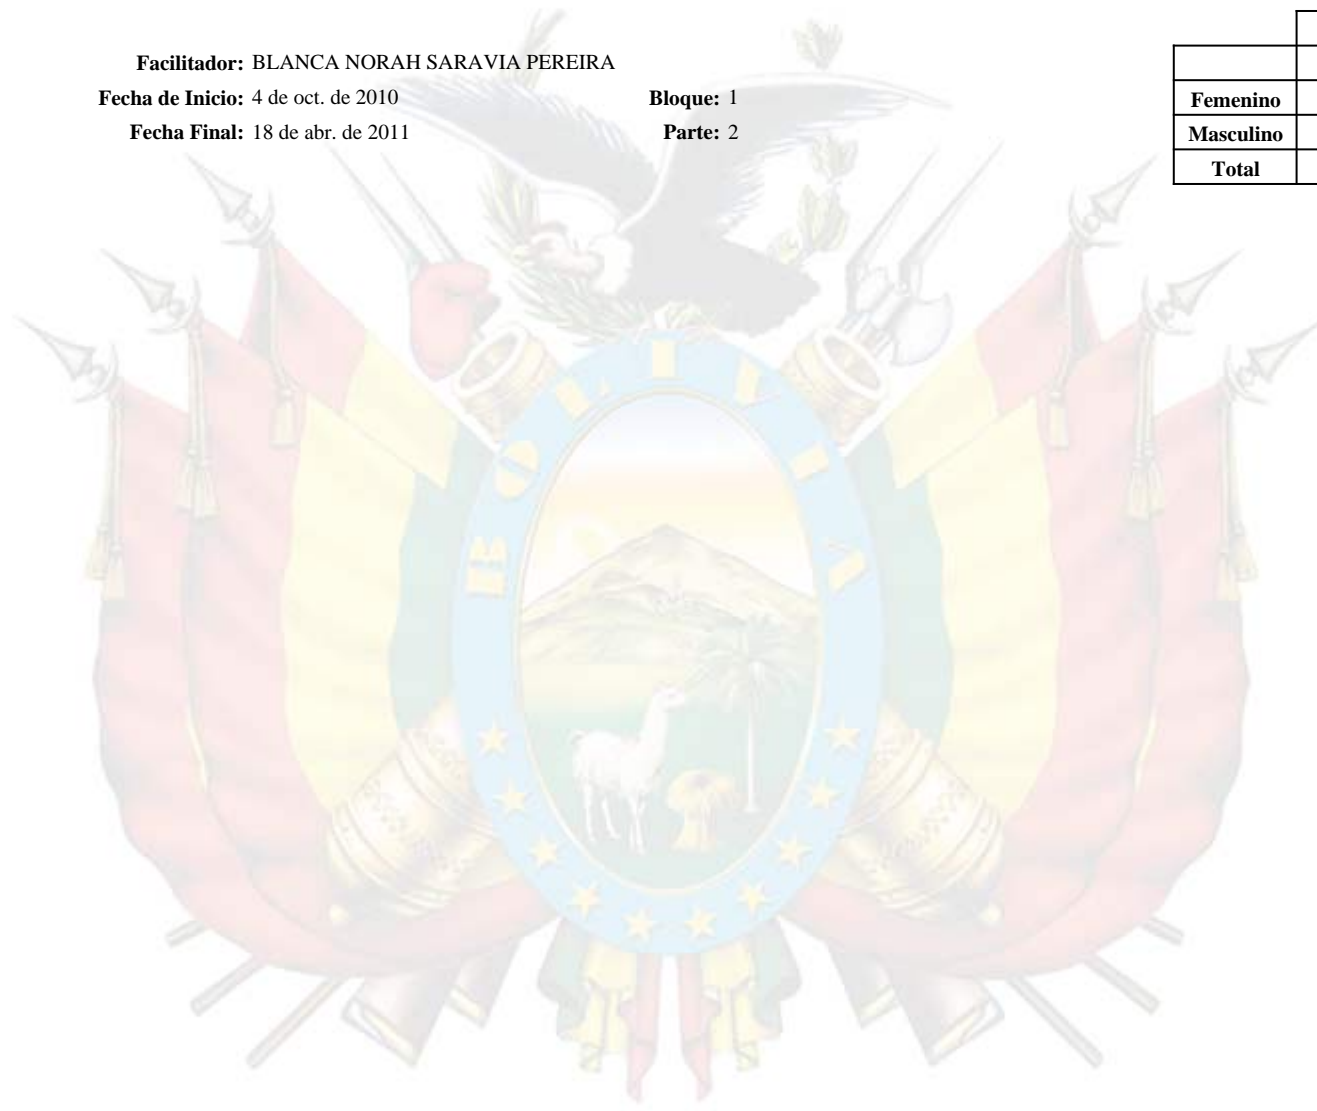 Facilitador: BLANCA NORAH SARAVIA PEREIRA
Fecha de Inicio: 4 de oct. de 2010 Bloque: 1
Fecha Final: 18 de abr. de 2011 Parte: 2
Femenino
Masculino
Total
BOLIVIA